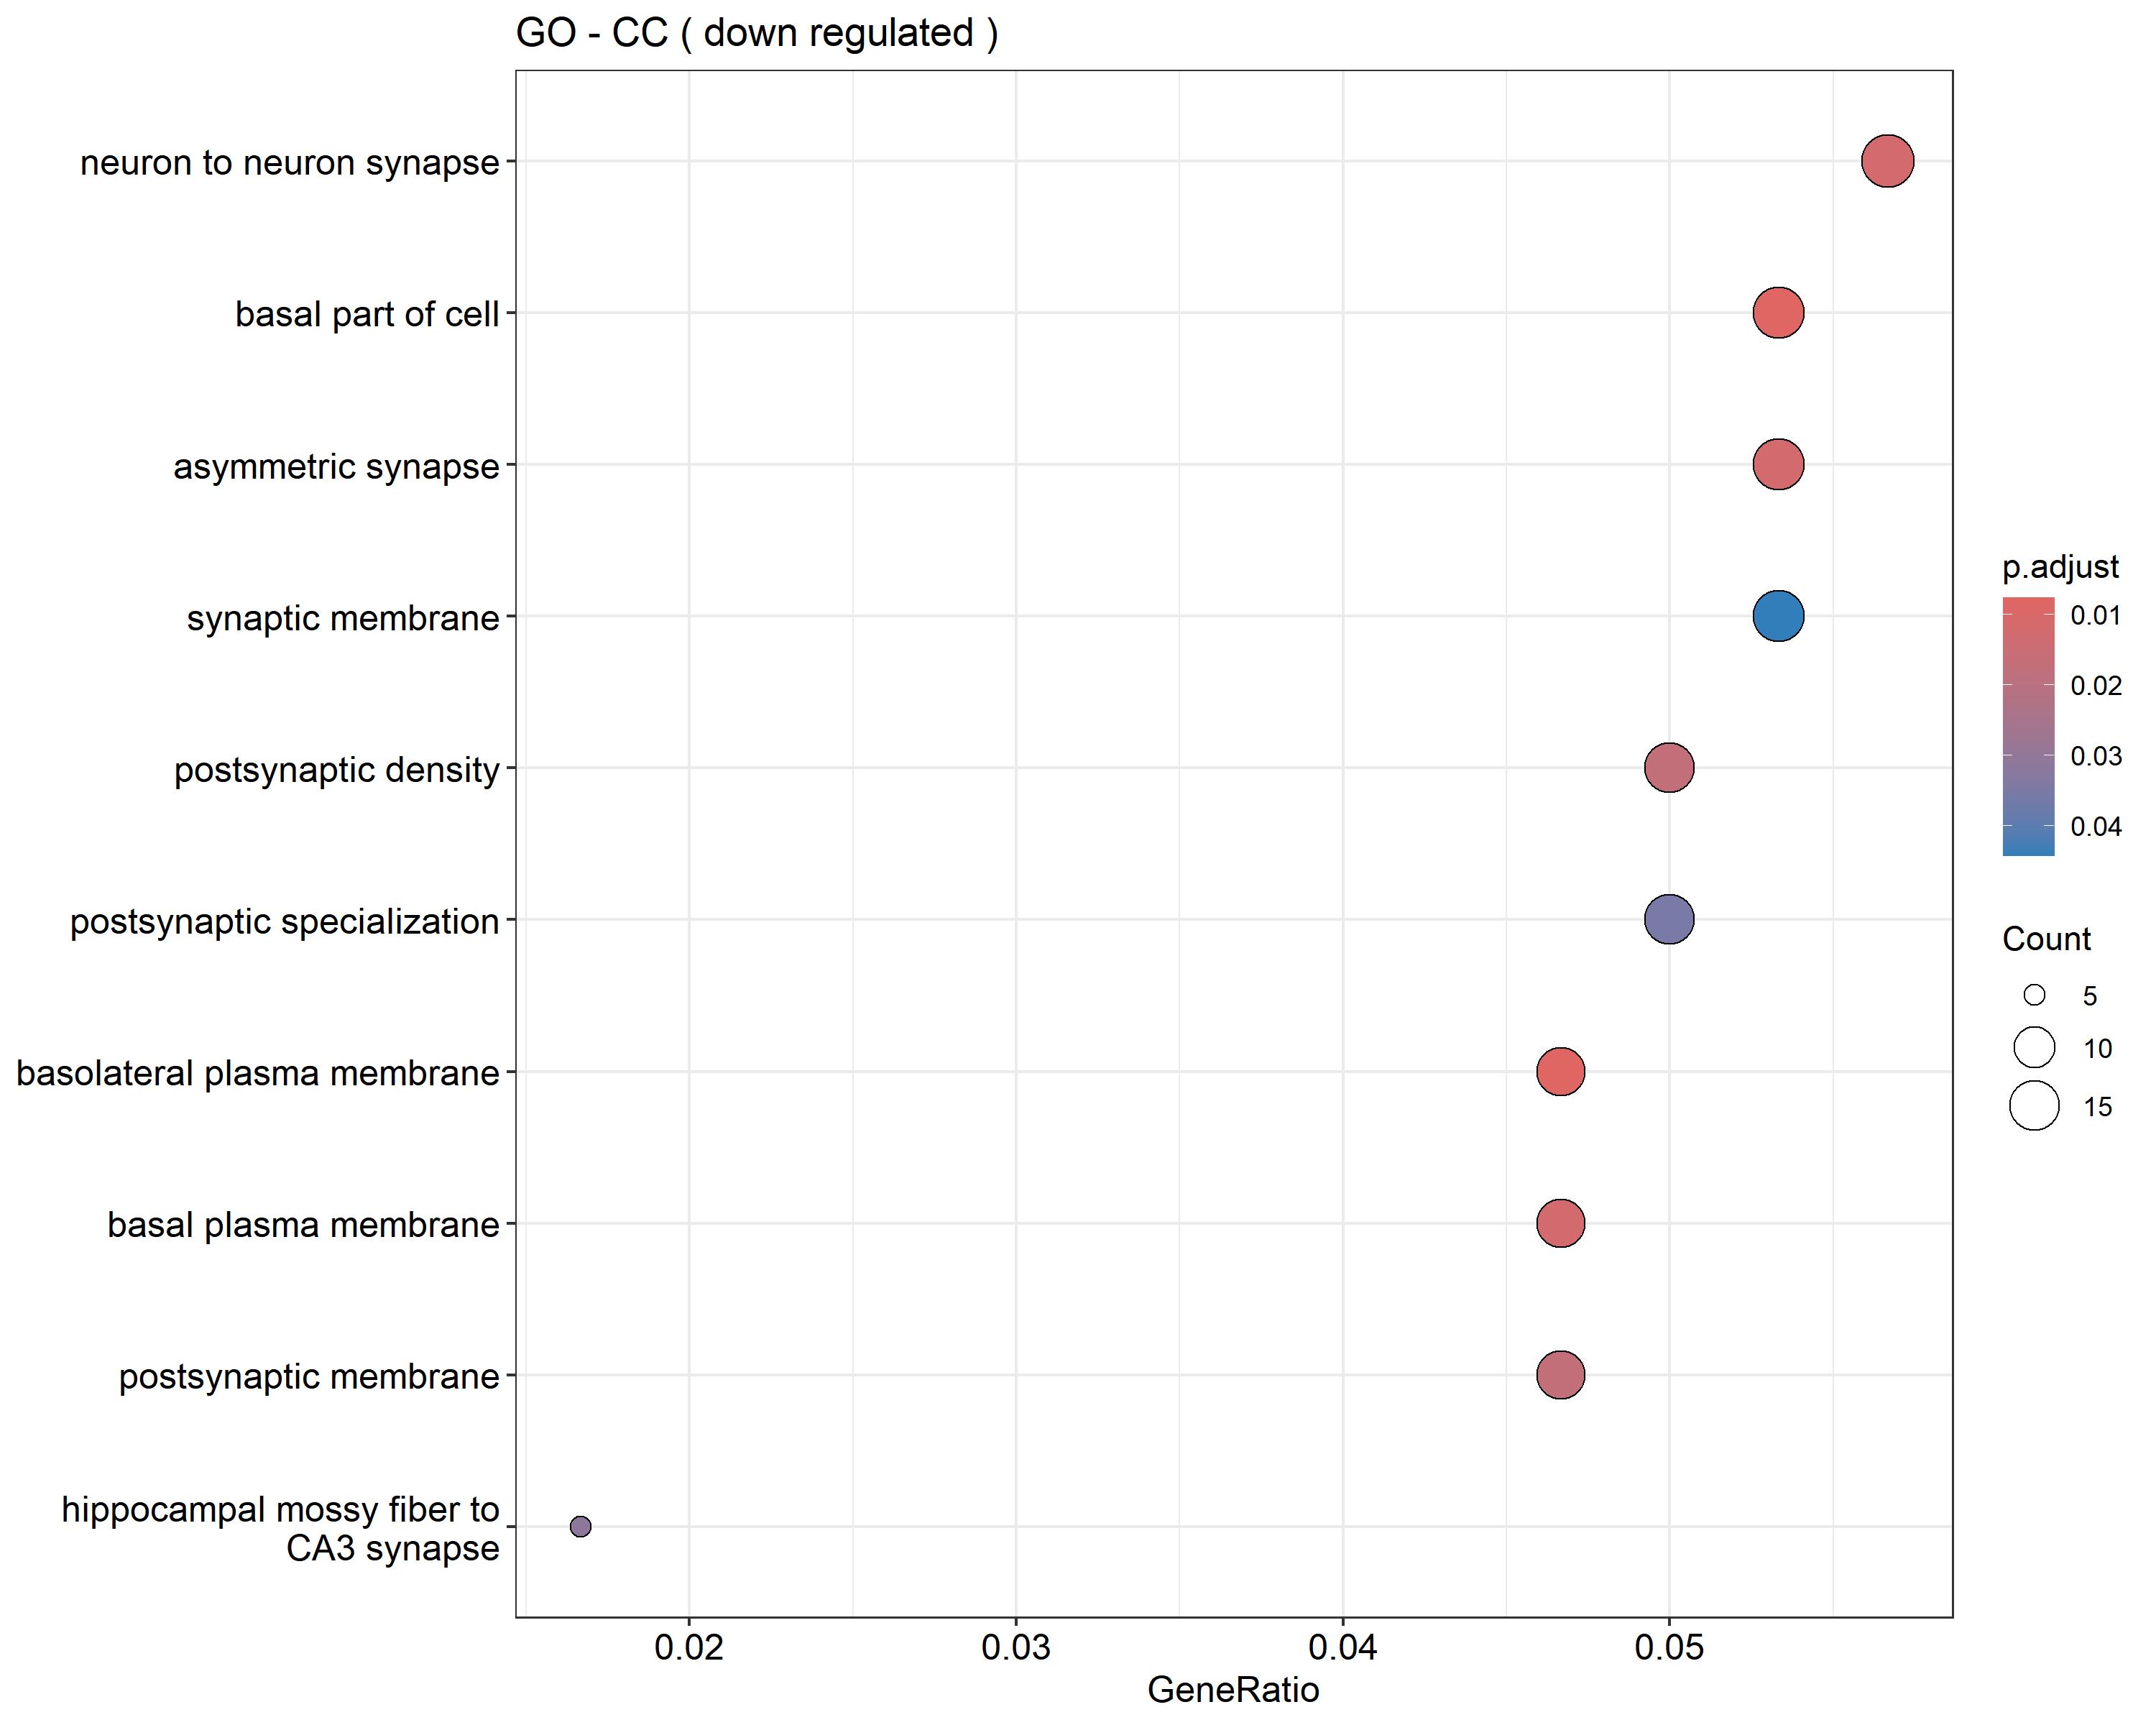 GO - CC ( down regulated )
neuron to neuron synapse
basal part of cell
asymmetric synapse
synaptic membrane
postsynaptic density
postsynaptic specialization
basolateral plasma membrane
basal plasma membrane
postsynaptic membrane
hippocampal mossy fiber to
CA3 synapse
0.02
0.03
0.04
0.05
GeneRatio
p.adjust
0.01
0.02
0.03
0.04
Count
5
10
15